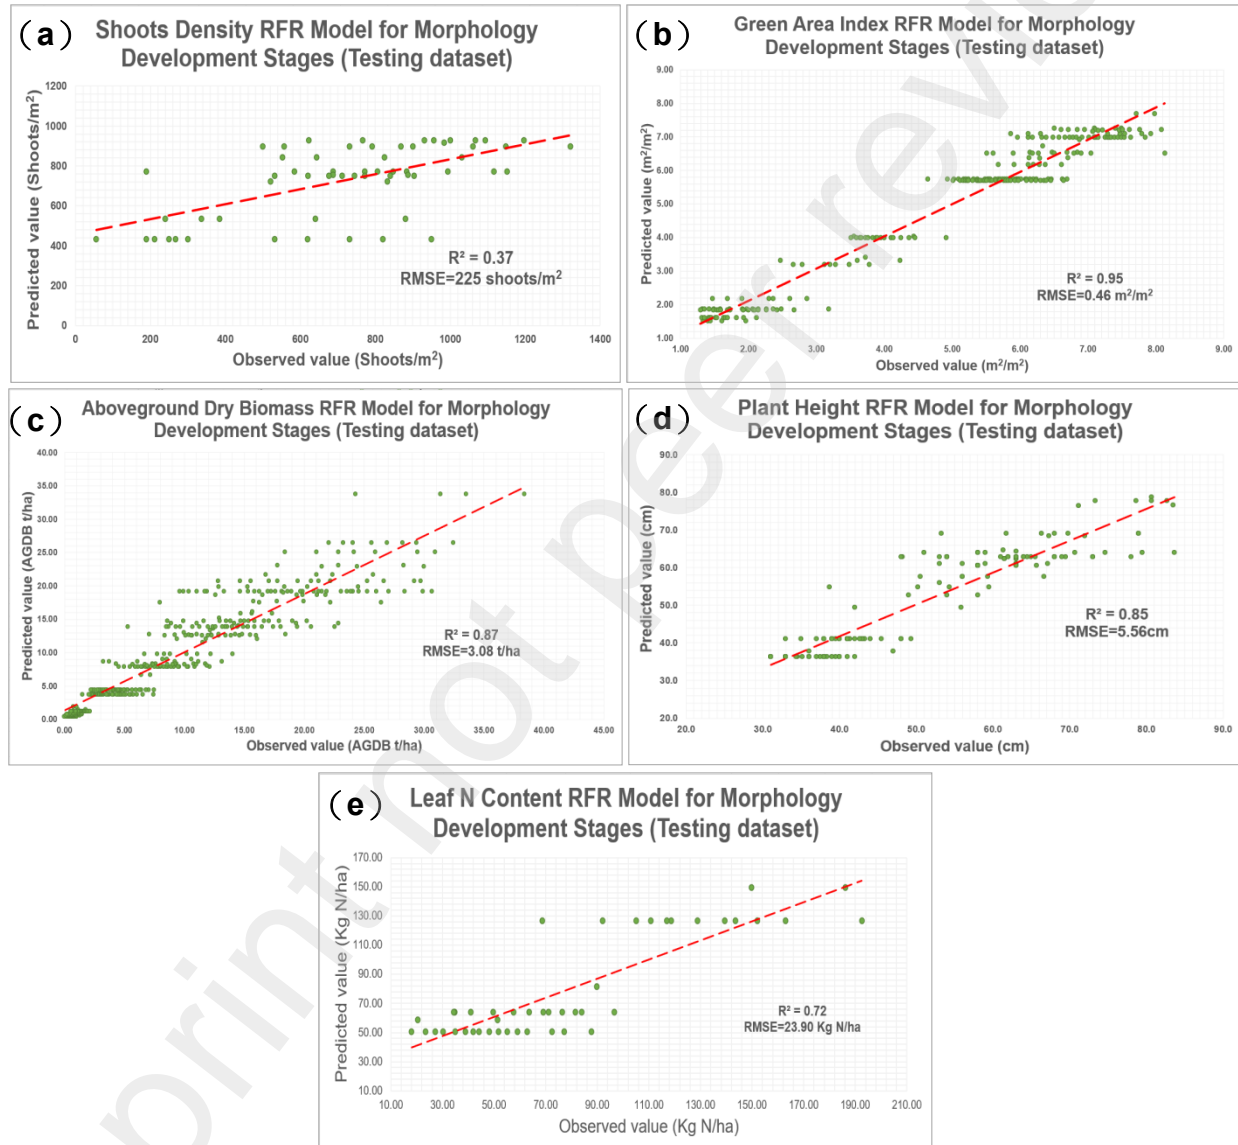 （a）
Shoots Density RFR Model for Morphology
Development Stages (Testing dataset)
Predicted value (Shoots/m²)
1200
1000
800
600
400
200
0
R² = 0.37
RMSE=225 shoots/m²
0 200 400 600 800 1000 1200 1400
Observed value (Shoots/m²)
（b）
Green Area Index RFR Model for Morphology
Development Stages (Testing dataset)
Predicted value (m²/m²)
9.00
8.00
7.00
6.00
5.00
4.00
3.00
2.00
1.00
R² = 0.95
RMSE=0.46 m²/m²
1.00 2.00 3.00 4.00 5.00 6.00 7.00 8.00 9.00
Observed value (m²/m²)
（c）
Aboveground Dry Biomass RFR Model for Morphology
Development Stages (Testing dataset)
Predicted value (AGDB t/ha)
40.00
35.00
30.00
25.00
20.00
15.00
10.00
5.00
0.00
R² = 0.87
RMSE=3.08 t/ha
0.00 5.00 10.00 15.00 20.00 25.00 30.00 35.00 40.00 45.00
Observed value (AGDB t/ha)
（d）
Plant Height RFR Model for Morphology
Development Stages (Testing dataset)
Predicted value (cm)
90.0
80.0
70.0
60.0
50.0
40.0
30.0
20.0
R² = 0.85
RMSE=5.56cm
20.0 30.0 40.0 50.0 60.0 70.0 80.0 90.0
Observed value (cm)
（e）
Leaf N Content RFR Model for Morphology
Development Stages (Testing dataset)
Predicted value (Kg N/ha)
170.00
150.00
130.00
110.00
90.00
70.00
50.00
30.00
10.00
R² = 0.72
RMSE=23.90 Kg N/ha
10.00 30.00 50.00 70.00 90.00 110.00 130.00 150.00 170.00 190.00 210.00
Observed value (Kg N/ha)
print not peer review